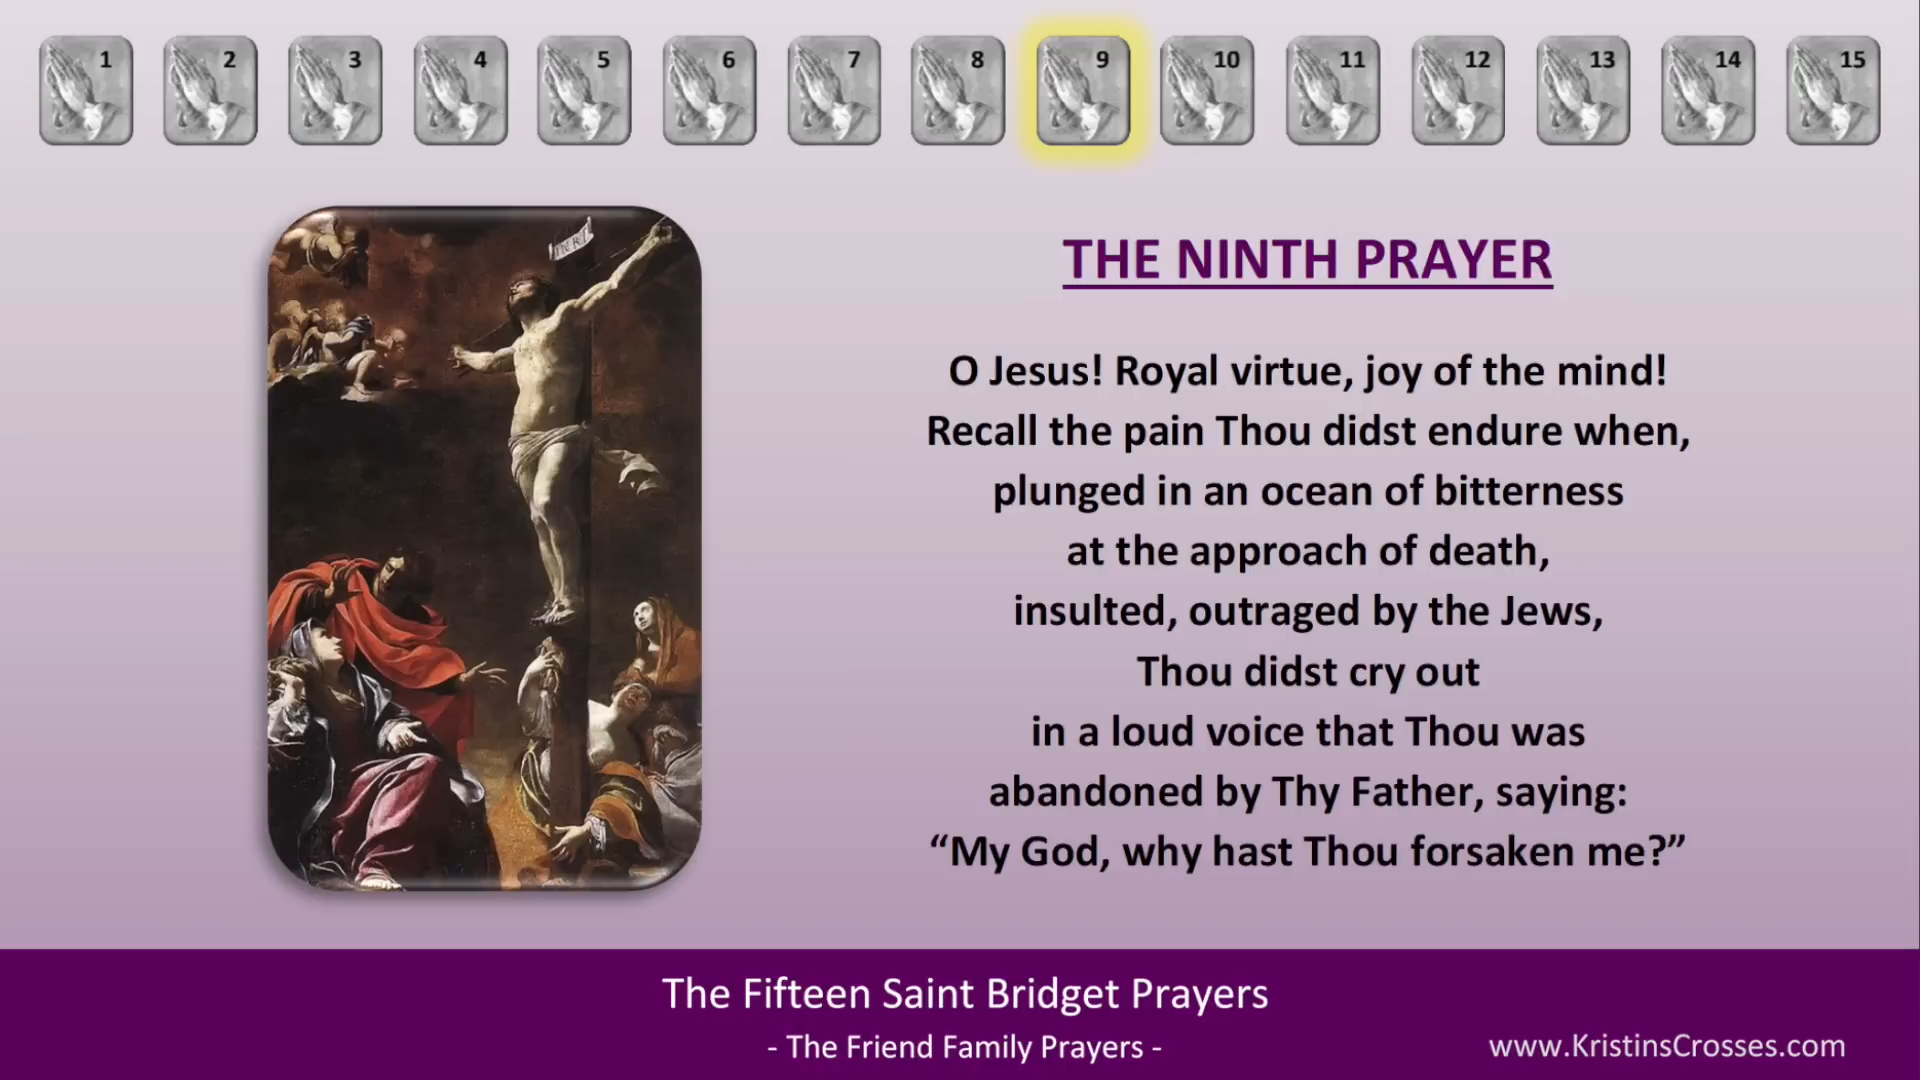 1 2 3 4 5 6 7 8 9 10 11 12 13 14 15
THE NINTH PRAYER
O Jesus! Royal virtue, joy of the mind!
Recall the pain Thou didst endure when,
plunged in an ocean of bitterness
at the approach of death,
insulted, outraged by the Jews,
Thou didst cry out
in a loud voice that Thou was
abandoned by Thy Father, saying:
“My God, why hast Thou forsaken me?”
The Fifteen Saint Bridget Prayers
- The Friend Family Prayers -
www.KristinsCrosses.com